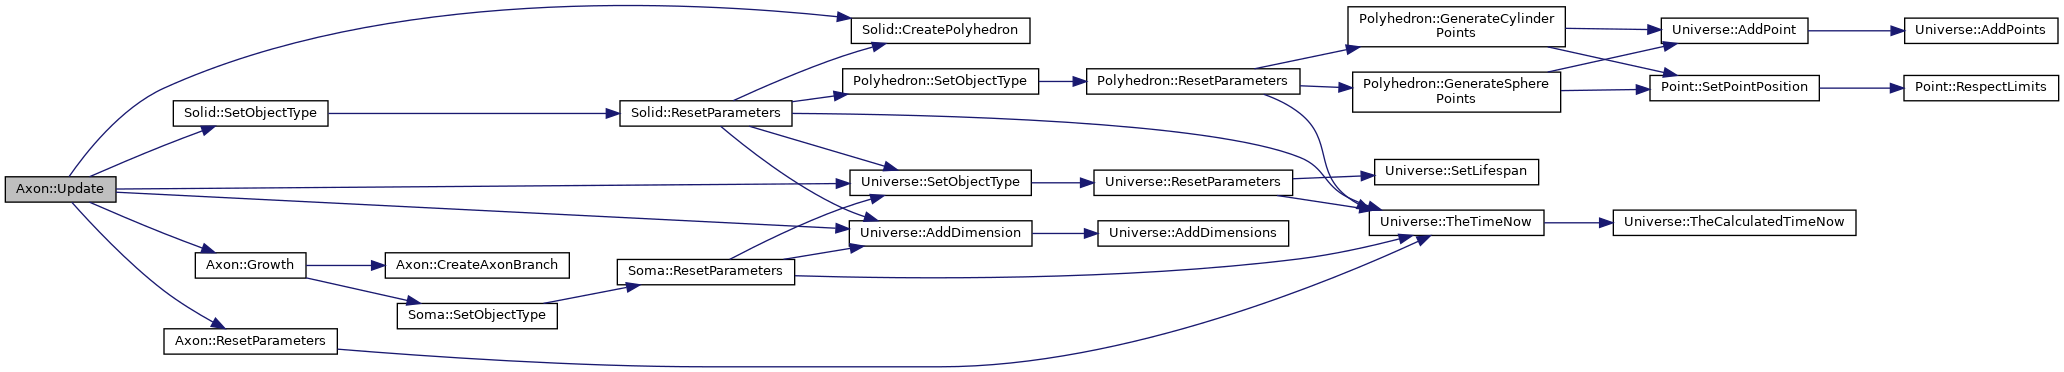 Axon::Update
Solid::SetObjectType
Axon::Growth
Axon::ResetParameters
Axon::CreateAxonBranch
Soma::SetObjectType
Solid::ResetParameters
Soma::ResetParameters
Solid::CreatePolyhedron
Polyhedron::SetObjectType
Universe::SetObjectType
Universe::AddDimension
Polyhedron::ResetParameters
Universe::ResetParameters
Universe::AddDimensions
Polyhedron::GenerateCylinder
Points
Polyhedron::GenerateSphere
Points
Universe::SetLifespan
Universe::TheTimeNow
Universe::AddPoint
Point::SetPointPosition
Universe::TheCalculatedTimeNow
Universe::AddPoints
Point::RespectLimits